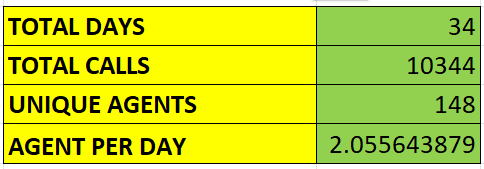 TOTAL DAYS 34
TOTAL CALLS 10344
UNIQUE AGENTS 148
AGENT PER DAY 2.055643879